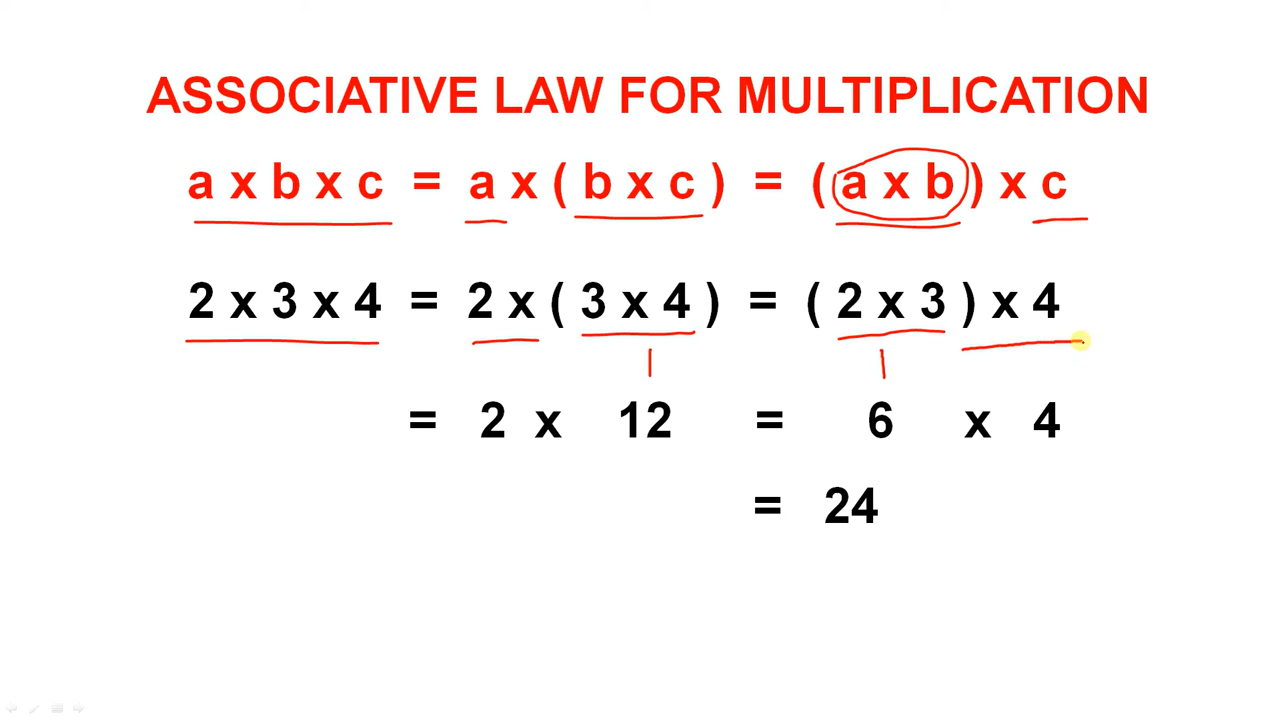 ASSOCIATIVE LAW FOR MULTIPLICATION
a x b x c = a x ( b x c ) = ( a x b ) x c
2 x 3 x 4 = 2 x ( 3 x 4 ) = ( 2 x 3 ) x 4
= 2 x 12 = 6 x 4
= 24